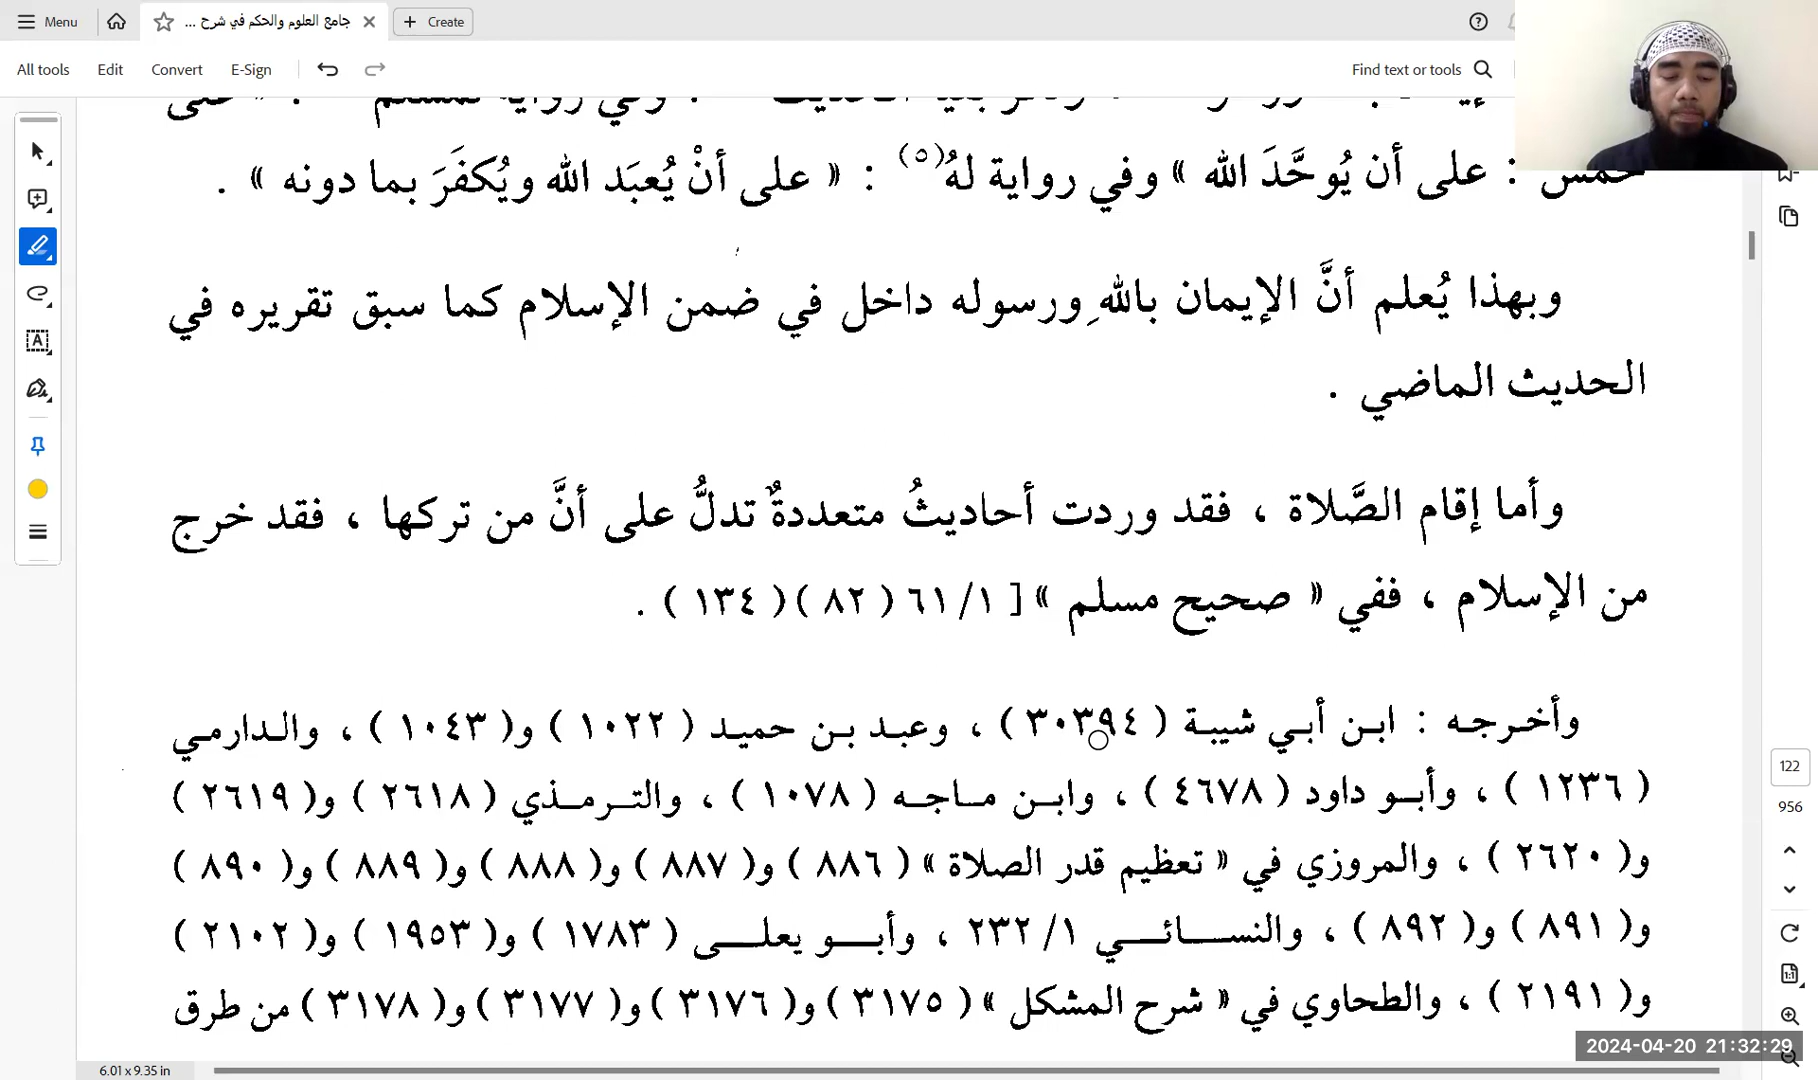 Menu
جامع العلوم والحكم في شرح ...
Create
All tools
Edit
Convert
E-Sign
Find text or tools
خمس : على أن يُوحَّدَ الله » وفي رواية لهُ(٥) : « على أنْ يُعبَد الله ويُكفَرَ بما دونه » .
وبهذا يُعلم أنَّ الإيمان باللهِ ورسوله داخل في ضمن الإسلام كما سبق تقريره في
الحديث الماضي .
وأما إقام الصَّلاة ، فقد وردت أحاديثُ متعددةٌ تدلُّ على أنَّ من تركها ، فقد خرج
من الإسلام ، ففي « صحيح مسلم » [ ١/ ٦١ ( ٨٢ )( ١٣٤ ) .
وأخرجه : ابن أبي شيبة ( ٣٠٣٩٤ ) ، وعبد بن حميد ( ١٠٢٢ ) و( ١٠٤٣ ) ، والدارمي
( ١٢٣٦ ) ، وأبو داود ( ٤٦٧٨ ) ، وابن ماجه ( ١٠٧٨ ) ، والترمذي ( ٢٦١٨ ) و( ٢٦١٩ )
و( ٢٦٢٠ ) ، والمروزي في « تعظيم قدر الصلاة » ( ٨٨٦ ) و( ٨٨٧ ) و( ٨٨٨ ) و( ٨٨٩ ) و( ٨٩٠ )
و( ٨٩١ ) و( ٨٩٢ ) ، والنسائي ١/ ٢٣٢ ، وأبو يعلى ( ١٧٨٣ ) و( ١٩٥٣ ) و( ٢١٠٢ )
و( ٢١٩١ ) ، والطحاوي في « شرح المشكل » ( ٣١٧٥ ) و( ٣١٧٦ ) و( ٣١٧٧ ) و( ٣١٧٨ ) من طرق
122
956
6.01 x 9.35 in
2024-04-20 21:32:29